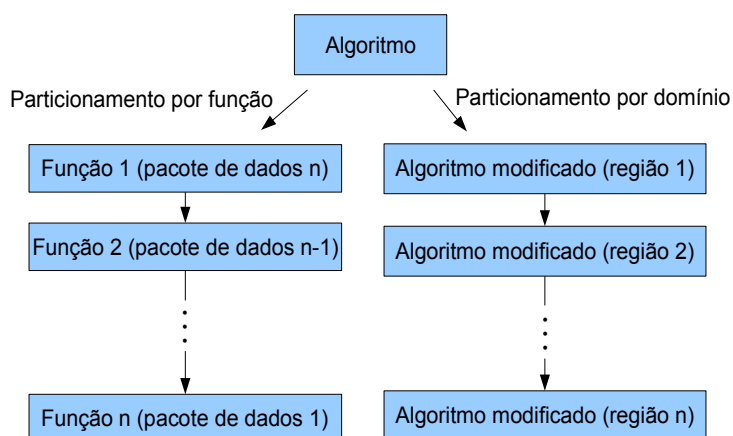 Algoritmo
Particionamento por função
Particionamento por domínio
Função 1 (pacote de dados n)
Algoritmo modificado (região 1)
Função 2 (pacote de dados n-1)
Algoritmo modificado (região 2)
Função n (pacote de dados 1)
Algoritmo modificado (região n)